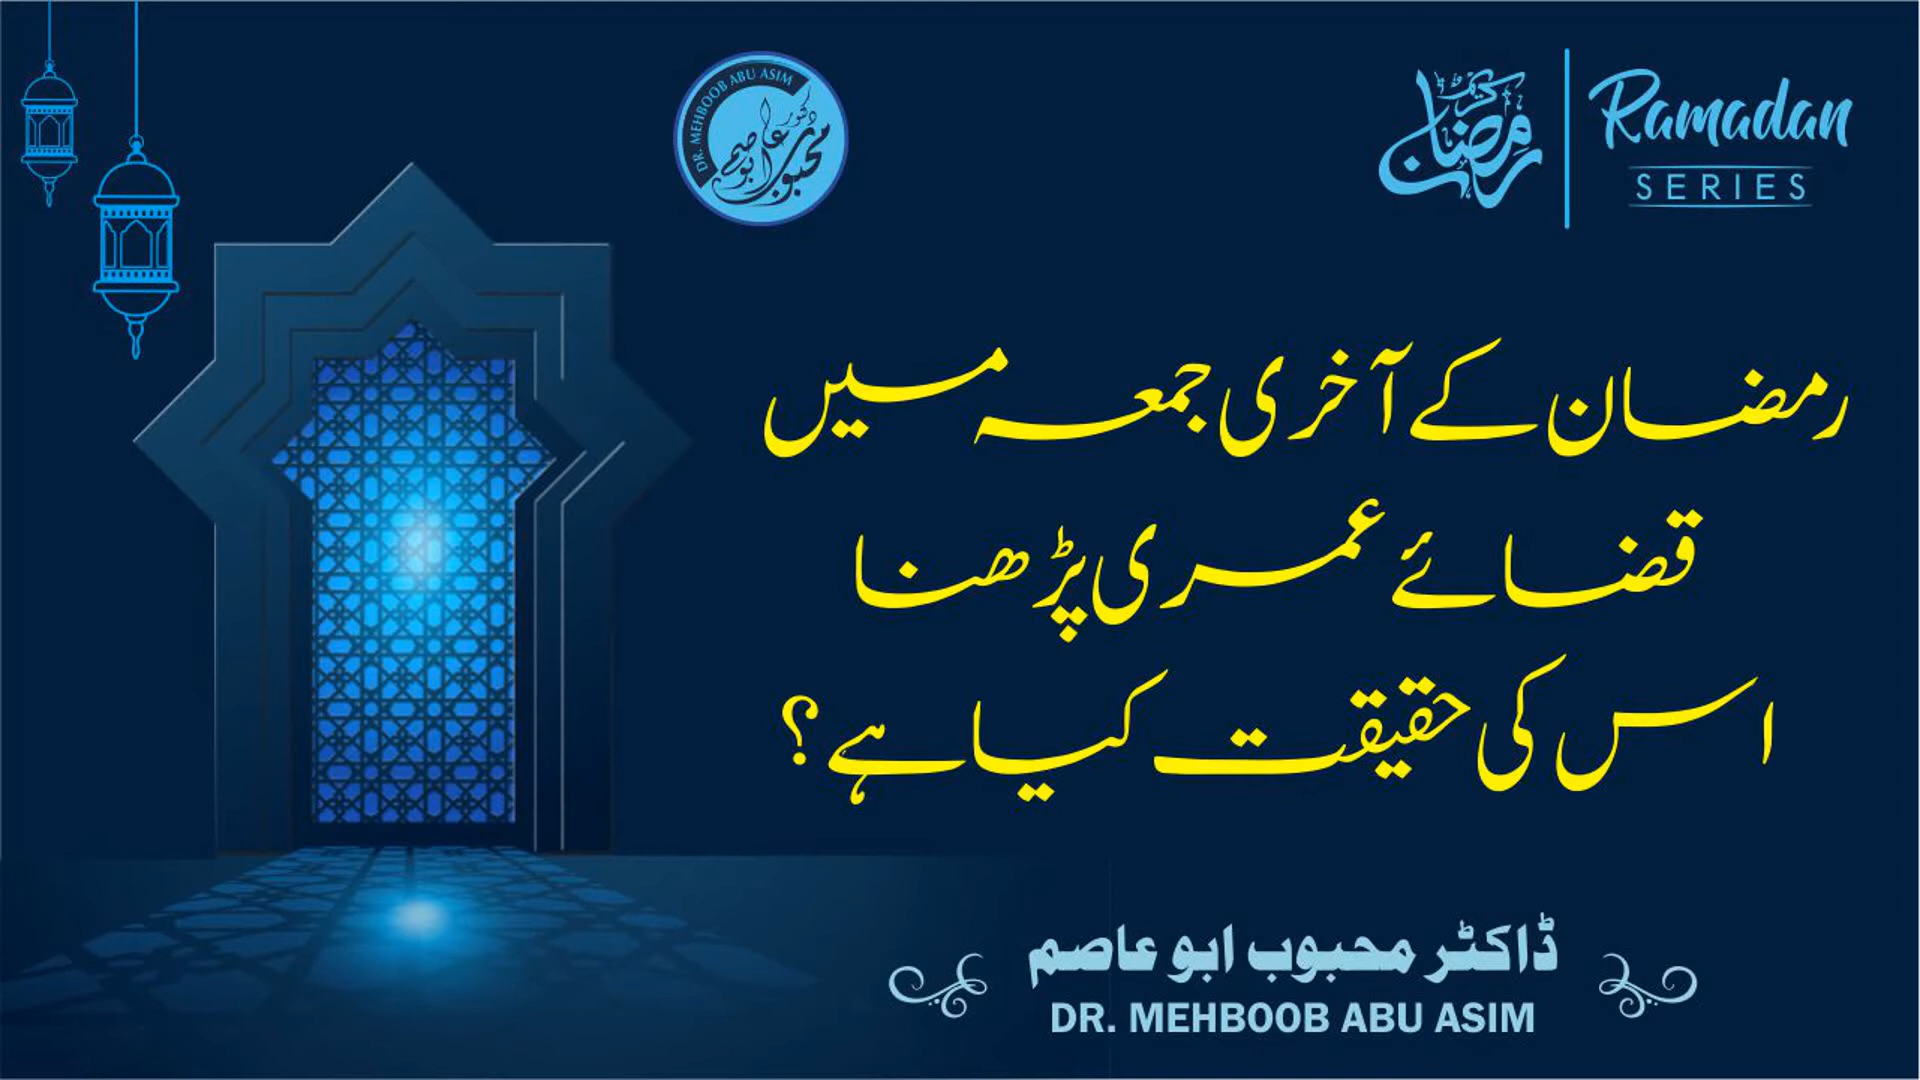 DR. MEHBOOB ABU ASIM
رمضان کریم
Ramadan
SERIES
رمضان کے آخری جمعہ میں
قضائے عمری پڑھنا
اس کی حقیقت کیا ہے؟
ڈاکٹر محبوب ابو عاصم
DR. MEHBOOB ABU ASIM